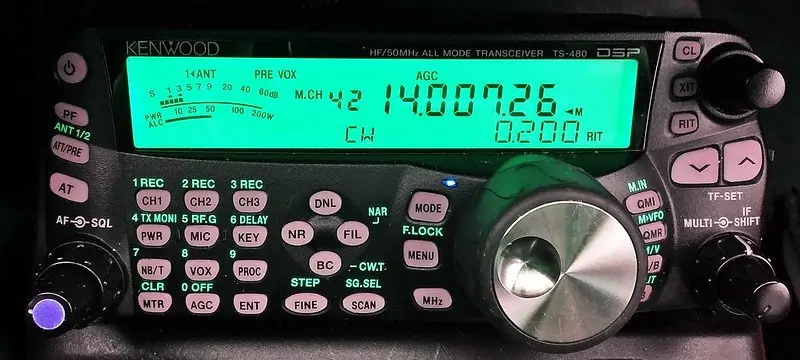 KENWOOD
HF/50MHz ALL MODE TRANSCEIVER TS-480 DSP
1 ANT PRE VOX AGC
S 1 3 5 7 9 20 40 60dB
M.CH 42 14.007.26 M
PWR 10 25 50 100 200W
ALC
CW 0.200 RIT
PF
ANT 1/2
ATT/PRE
AT
AF SQL
1 REC 2 REC 3 REC
CH1 CH2 CH3
4 TX MONI 5 RF.G 6 DELAY
PWR MIC KEY
7 8 9
NB/T VOX PROC
CLR 0 OFF
MTR AGC ENT
DNL
NAR
NR FIL
BC CW.T.
STEP SG.SEL
FINE SCAN
MODE
F.LOCK
MENU
MHz
CL
XIT
RIT
TF-SET
M.IN
QMI
M▶VFO
QMR
/B
IF
MULTI SHIFT